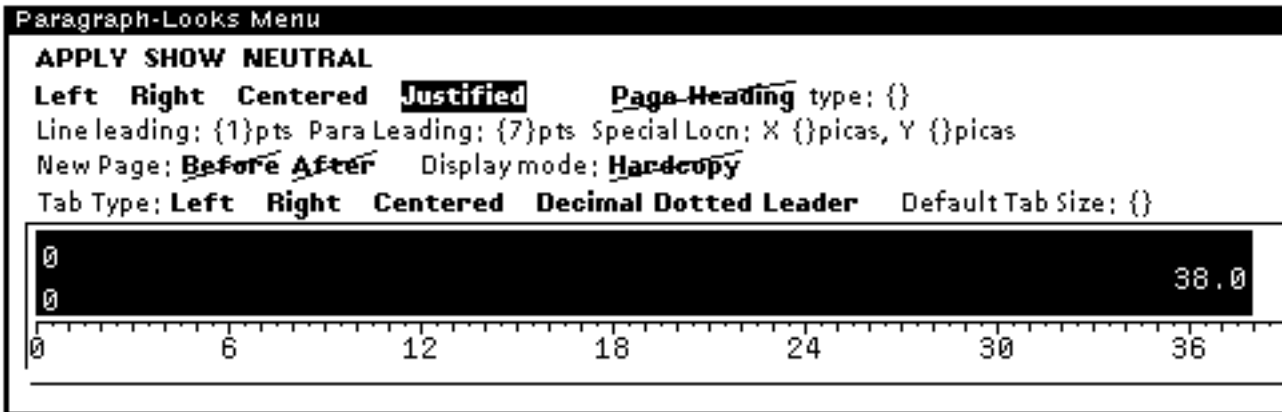 Paragraph-Looks Menu
APPLY SHOW NEUTRAL
Left Right Centered Justified Page Heading type: {}
Line leading: {1}pts Para Leading: {7}pts Special Locn: X {}picas, Y {}picas
New Page: Before After Display mode: Hardcopy
Tab Type: Left Right Centered Decimal Dotted Leader Default Tab Size: {}
0
38.0
0
0 6 12 18 24 30 36